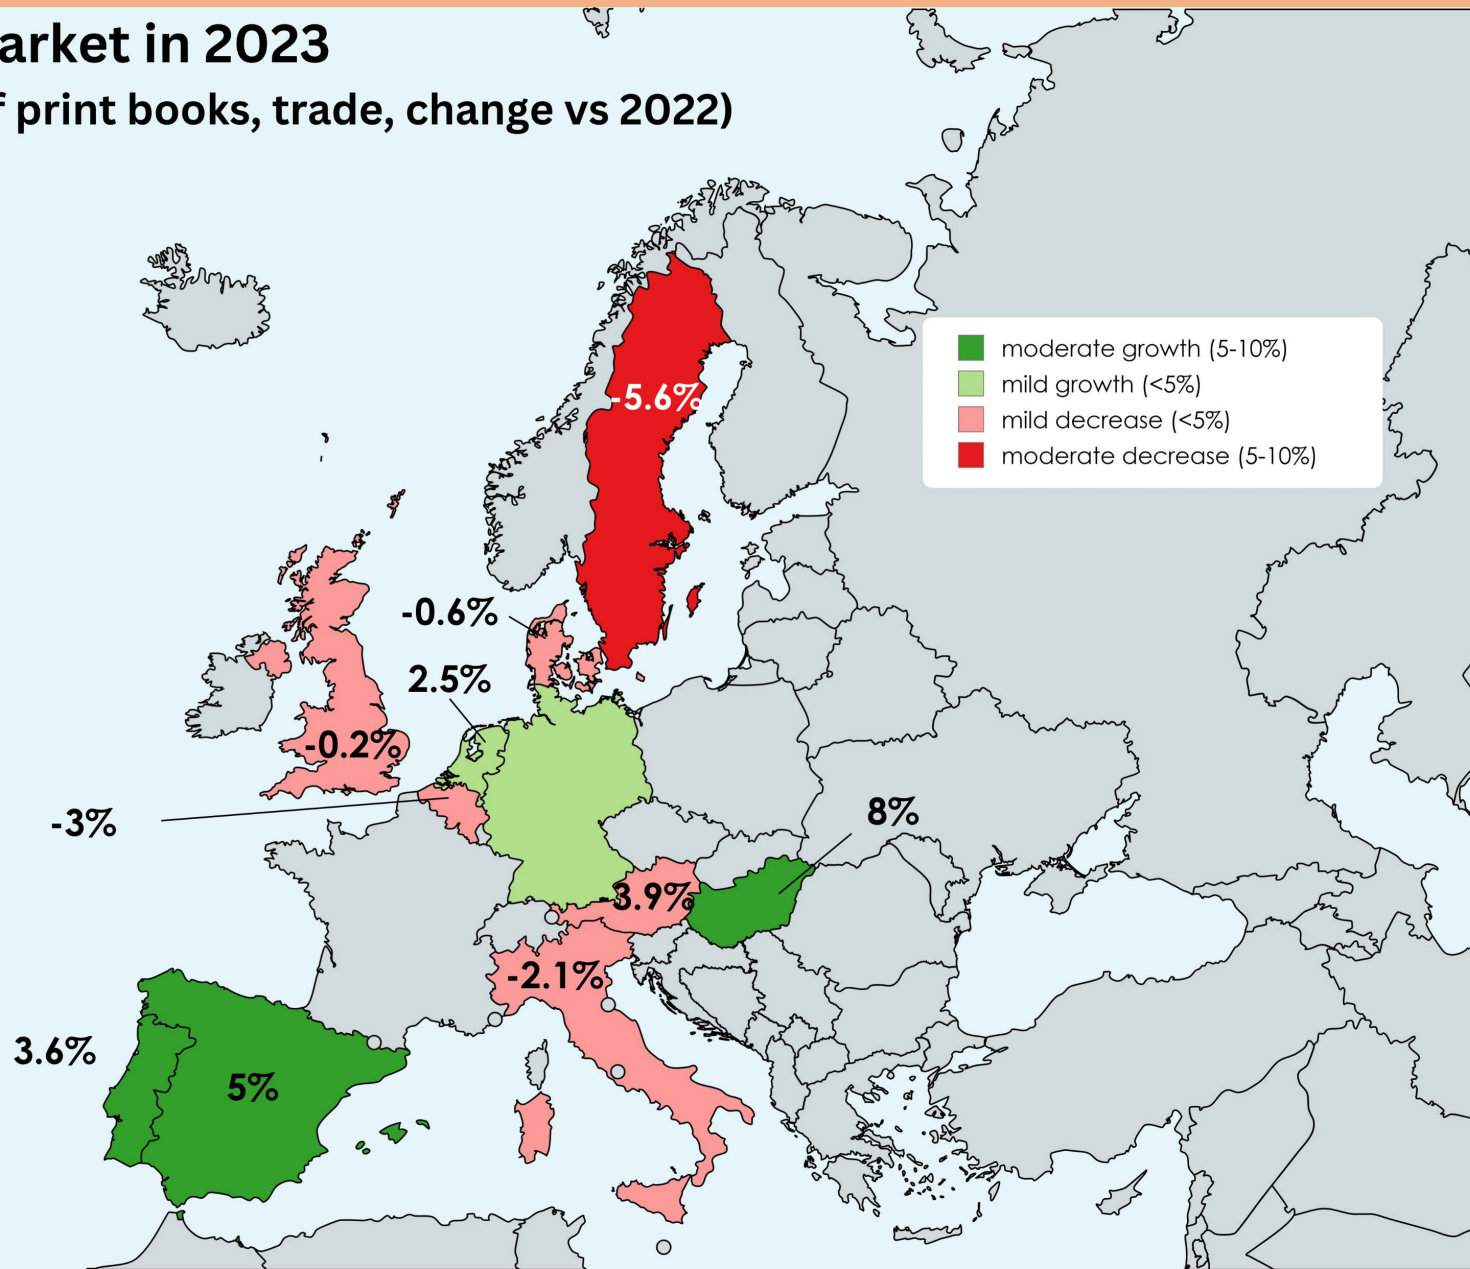 arket in 2023
f print books, trade, change vs 2022)
moderate growth (5-10%)
mild growth (<5%)
mild decrease (<5%)
moderate decrease (5-10%)
-5.6%
-0.6%
2.5%
-0.2%
-3%
8%
-3.9%
-2.1%
3.6%
5%